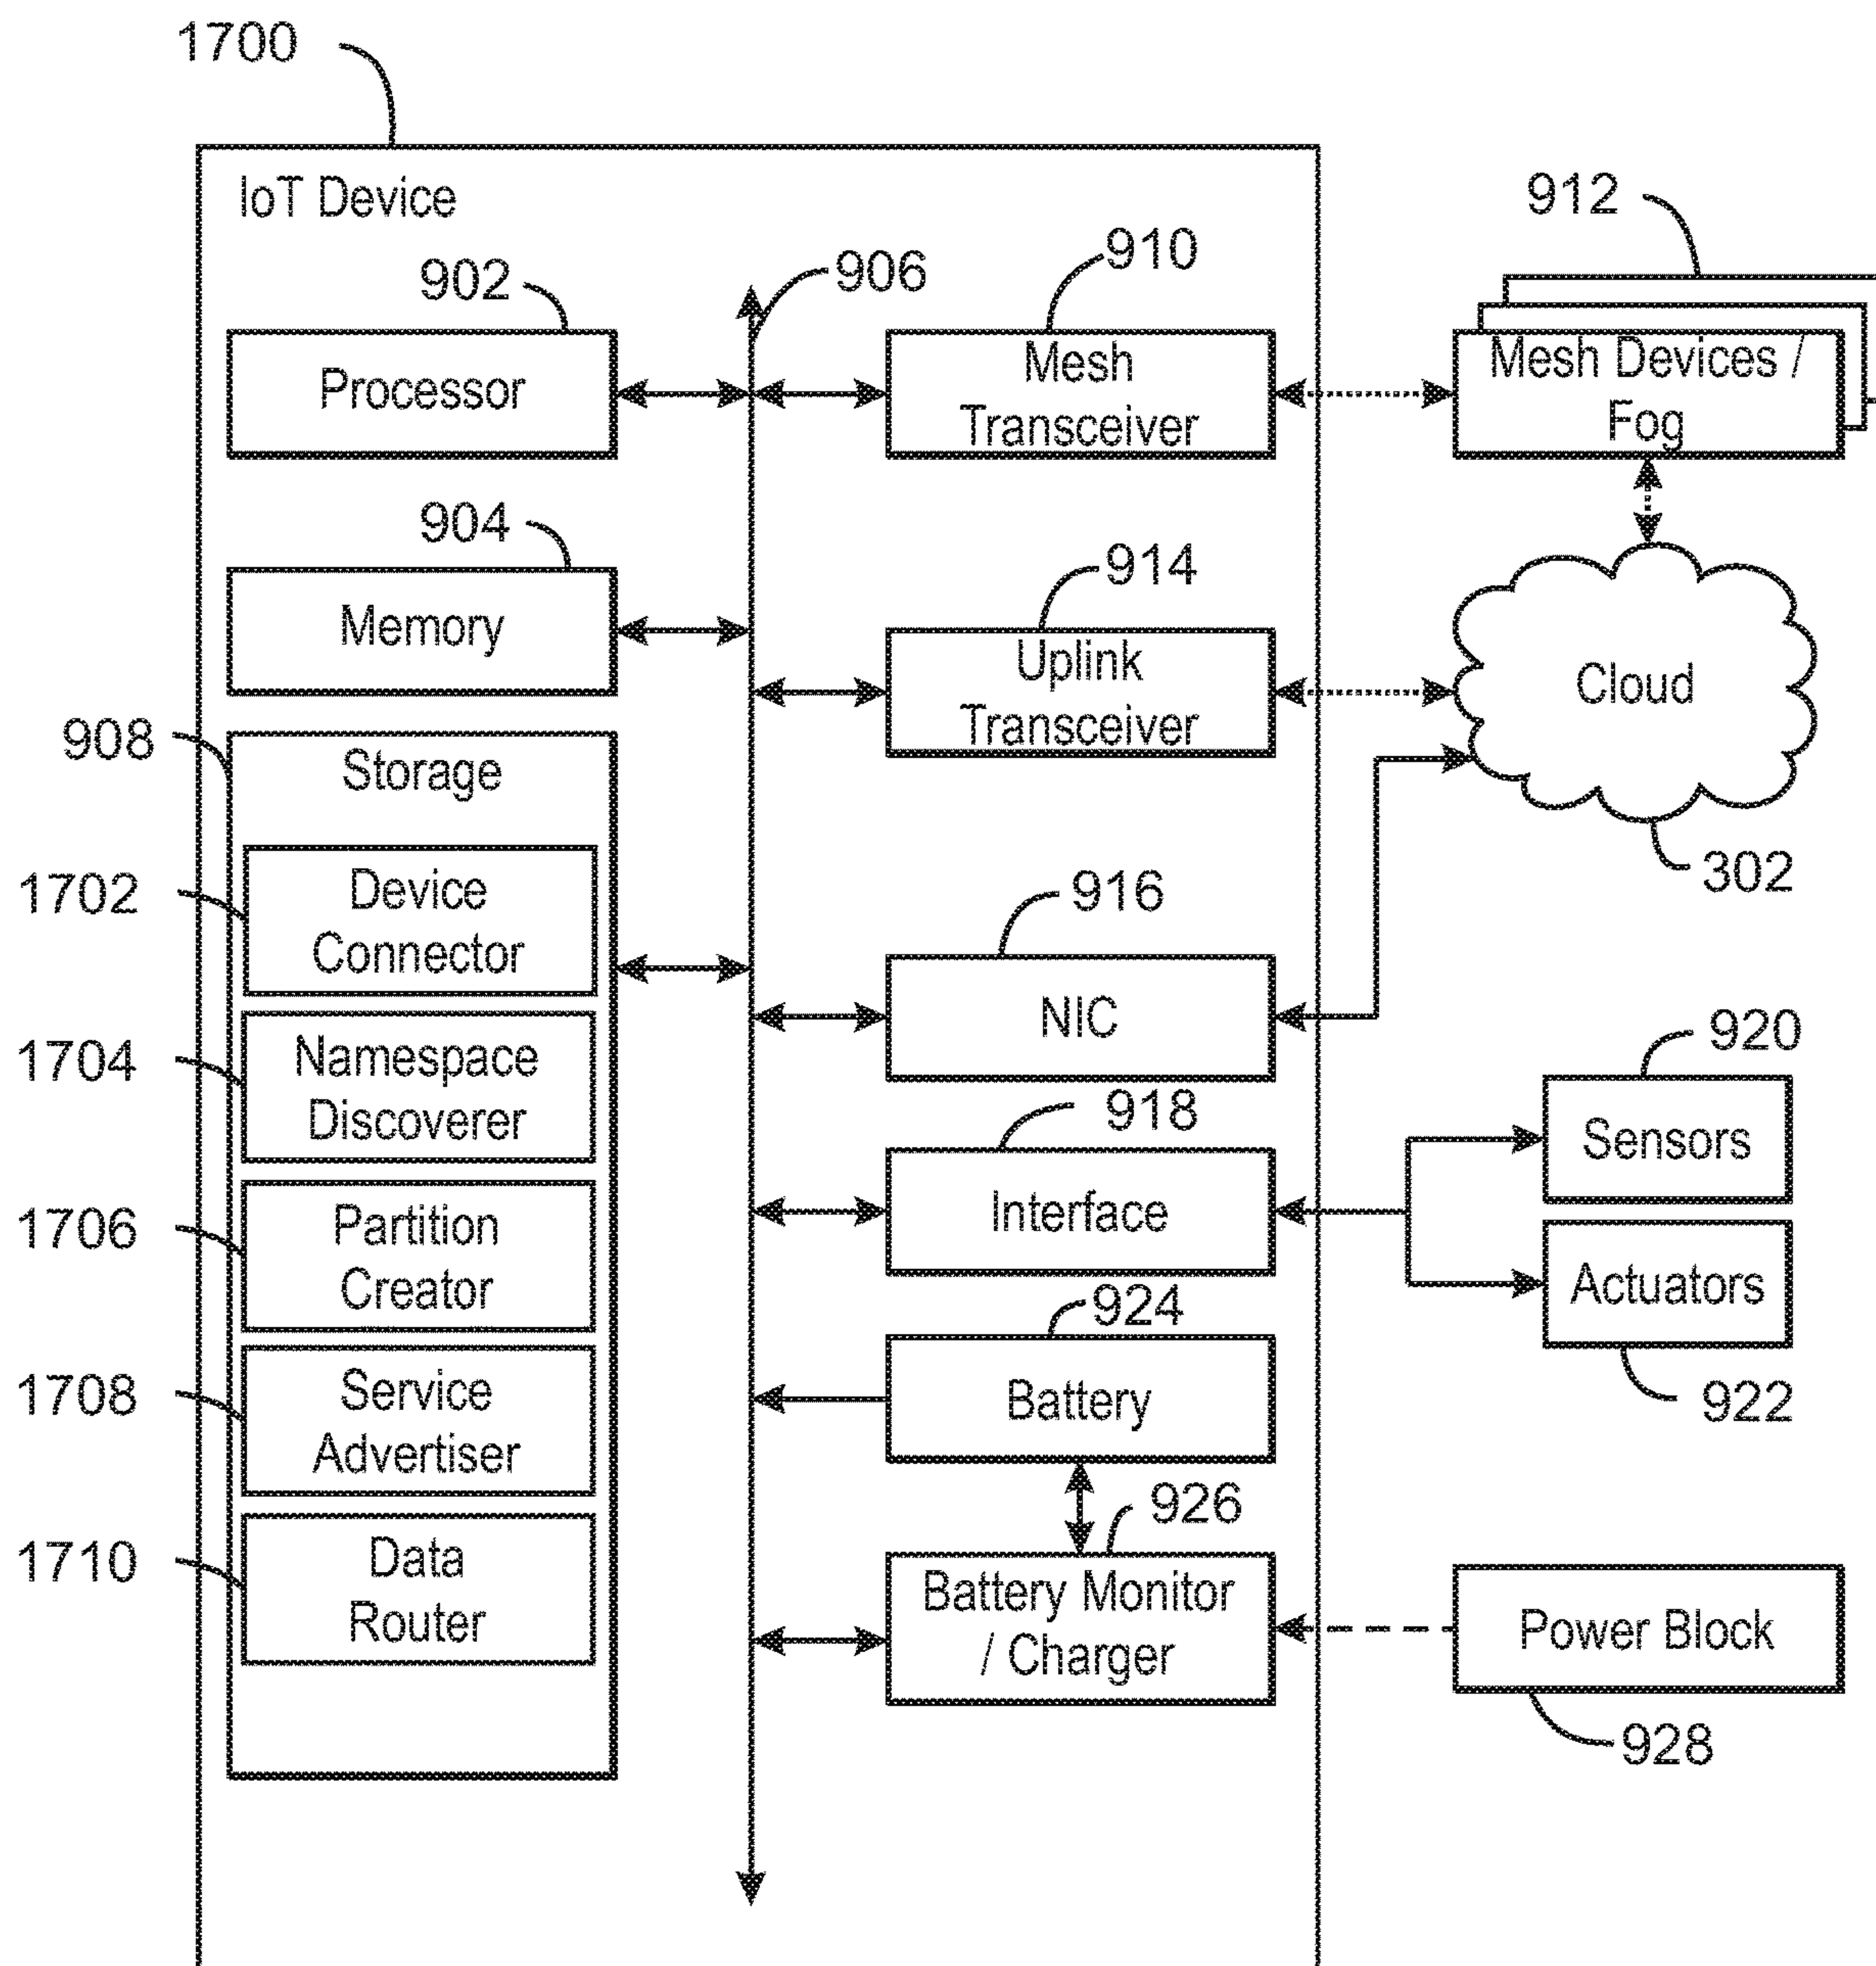 1700
IoT Device
912
910
906
902
Processor
Mesh
Transceiver
Mesh Devices /
Fog
904
914
Memory
Uplink
Transceiver
Cloud
908
Storage
302
916
1702
Device
Connector
NIC
920
1704
Namespace
Discoverer
918
Sensors
1706
Partition
Creator
Interface
Actuators
924
922
1708
Service
Advertiser
Battery
926
1710
Data
Router
Battery Monitor
/ Charger
Power Block
928